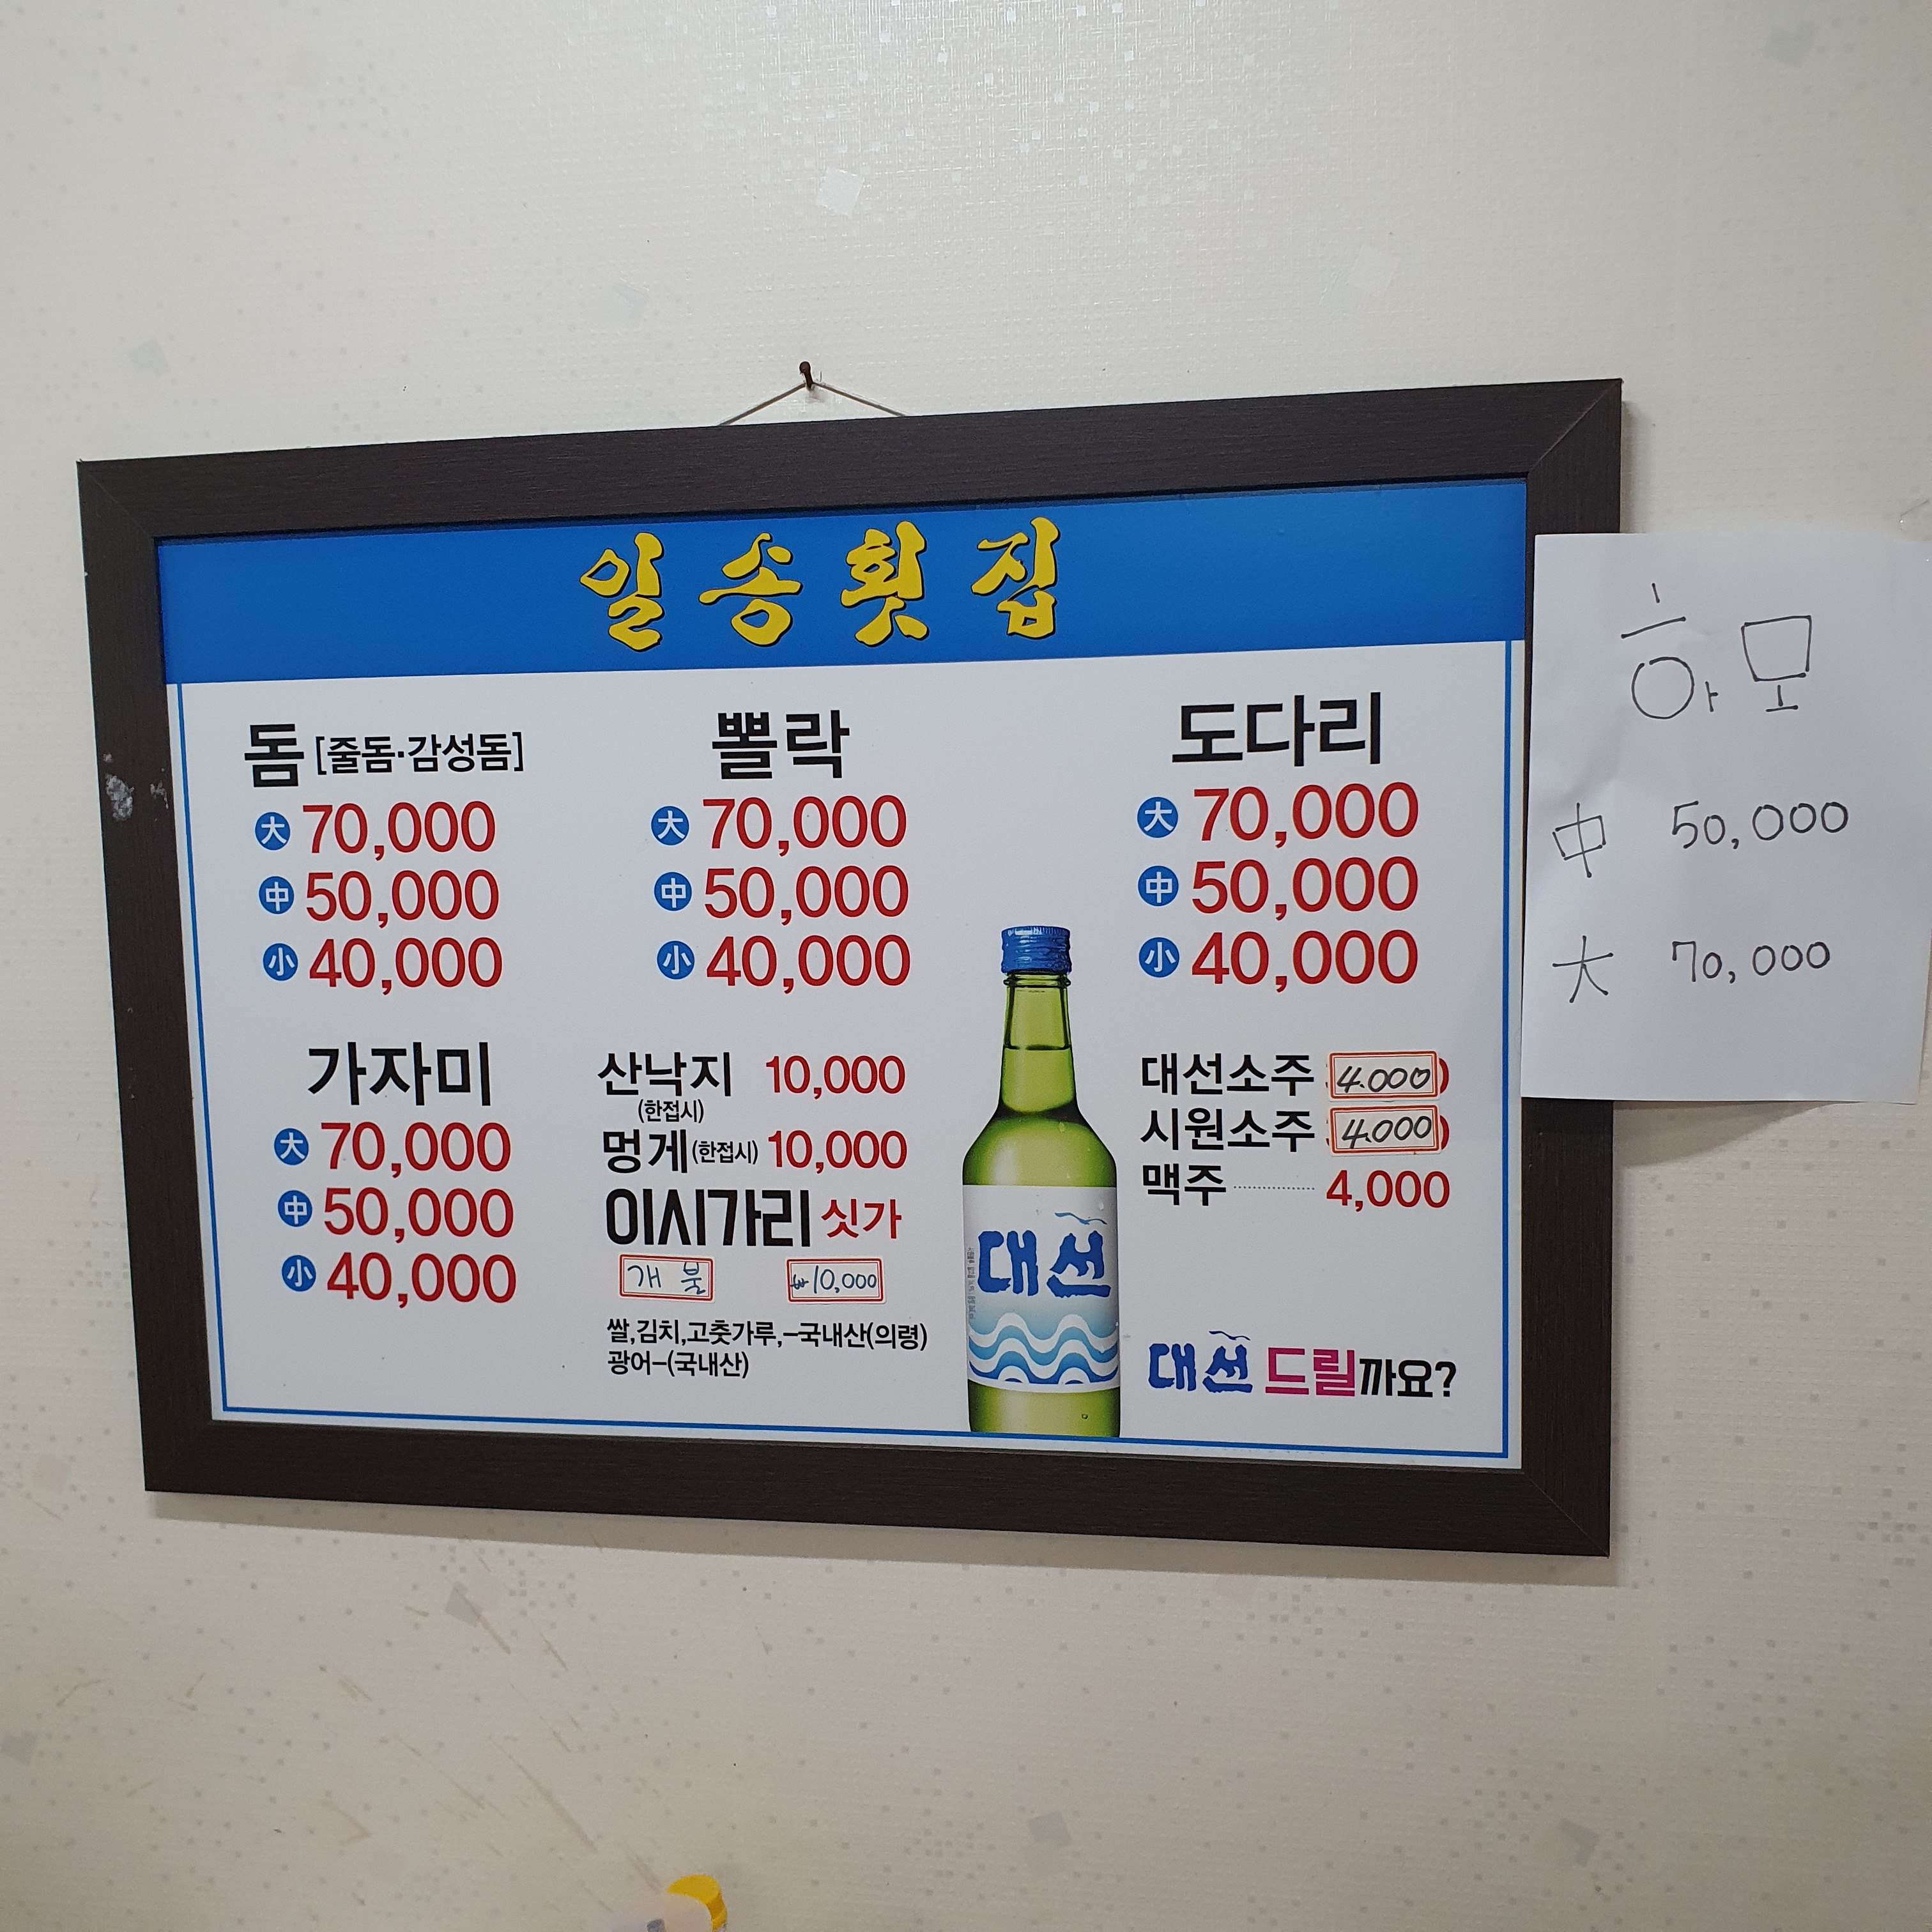 일송횟집
돔 [줄돔·감성돔]
大 70,000
中 50,000
小 40,000
뽈락
大 70,000
中 50,000
小 40,000
도다리
大 70,000
中 50,000
小 40,000
가자미
大 70,000
中 50,000
小 40,000
산낙지 10,000
(한접시)
멍게(한접시) 10,000
이시가리 싯가
개불 ₩10,000
쌀,김치,고춧가루,-국내산(의령)
광어-(국내산)
대선
대선소주 4.000
시원소주 4.000
맥주 4,000
대선 드릴까요?
하모
中 50,000
大 70,000